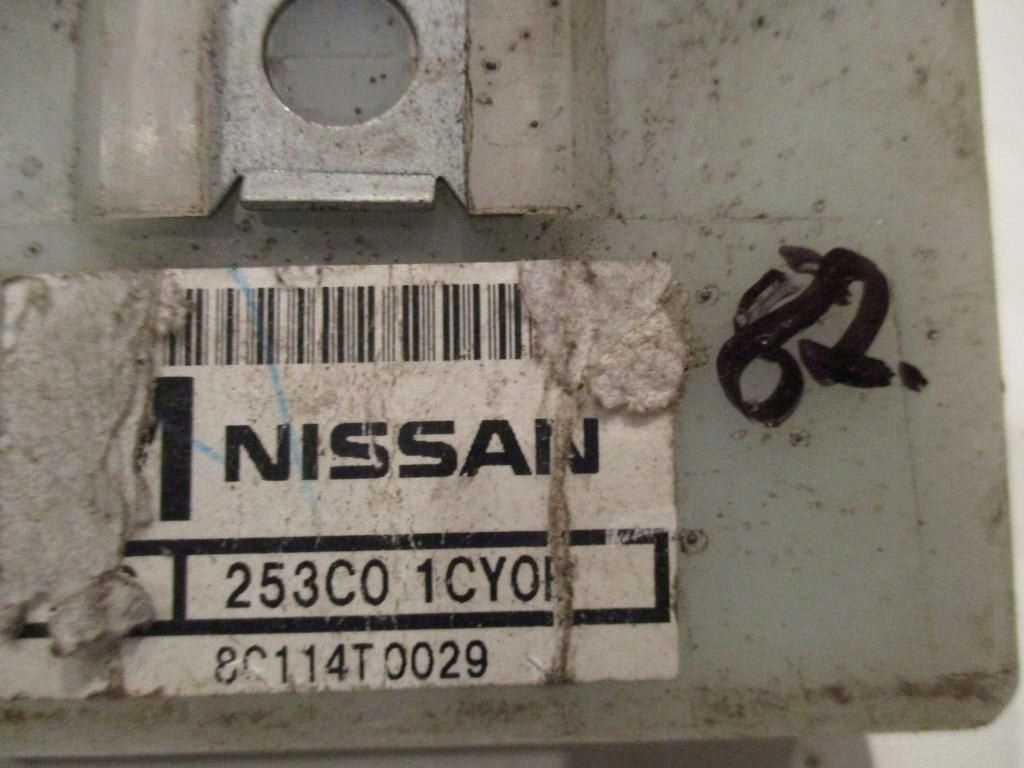 NISSAN
253C0 1CY0
8C114T0029
82.